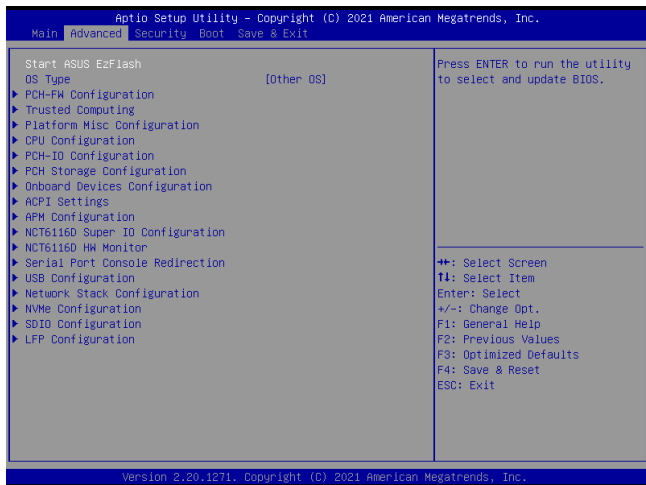 Aptio Setup Utility – Copyright (C) 2021 American Megatrends, Inc.
Main Advanced Security Boot Save & Exit
Start ASUS EzFlash
OS Type [Other OS]
PCH-FW Configuration
Trusted Computing
Platform Misc Configuration
CPU Configuration
PCH-IO Configuration
PCH Storage Configuration
Onboard Devices Configuration
ACPI Settings
APM Configuration
NCT6116D Super IO Configuration
NCT6116D HW Monitor
Serial Port Console Redirection
USB Configuration
Network Stack Configuration
NVMe Configuration
SDIO Configuration
LFP Configuration
Press ENTER to run the utility
to select and update BIOS.
→←: Select Screen
↑↓: Select Item
Enter: Select
+/-: Change Opt.
F1: General Help
F2: Previous Values
F3: Optimized Defaults
F4: Save & Reset
ESC: Exit
Version 2.20.1271. Copyright (C) 2021 American Megatrends, Inc.